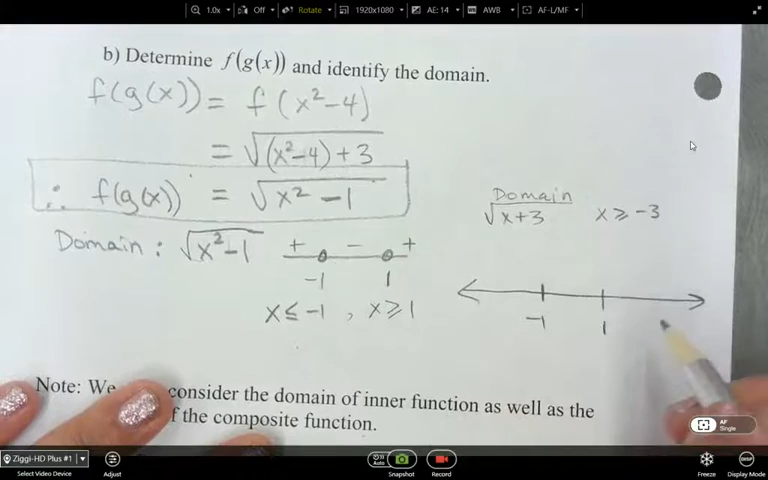 1.0x Off Rotate 1920x1080 AE: 14 AWB AF-L/MF
b) Determine f(g(x)) and identify the domain.
f(g(x)) = f(x²-4)
= √(x²-4)+3
∴ f(g(x)) = √x²-1
Domain
√x+3 x ≥ -3
Domain : √x²-1 + - +
-1 1
x ≤ -1 , x ≥ 1
-1 1
Note: We consider the domain of inner function as well as the
f the composite function.
AF
Single
Ziggi-HD Plus #1
Select Video Device Adjust Auto Snapshot Record Freeze DISP Display Mode